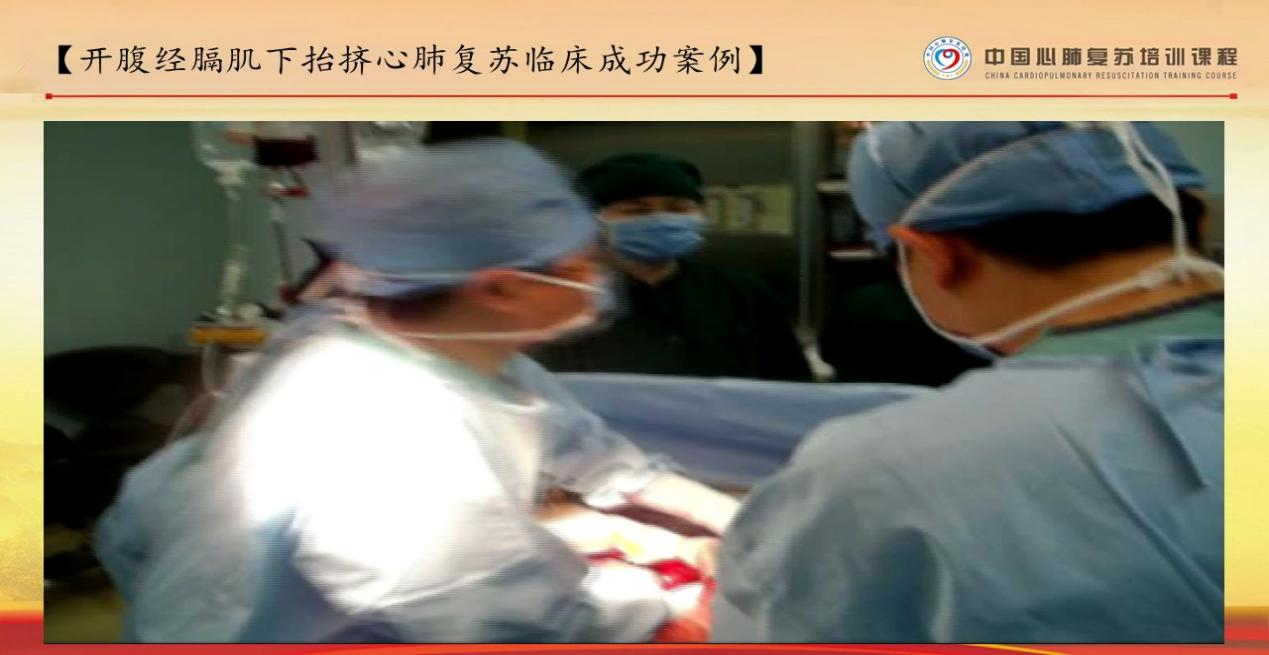 【开腹经膈肌下抬挤心肺复苏临床成功案例】
中国心肺复苏培训课程
CHINA CARDIOPULMONARY RESUSCITATION TRAINING COURSE